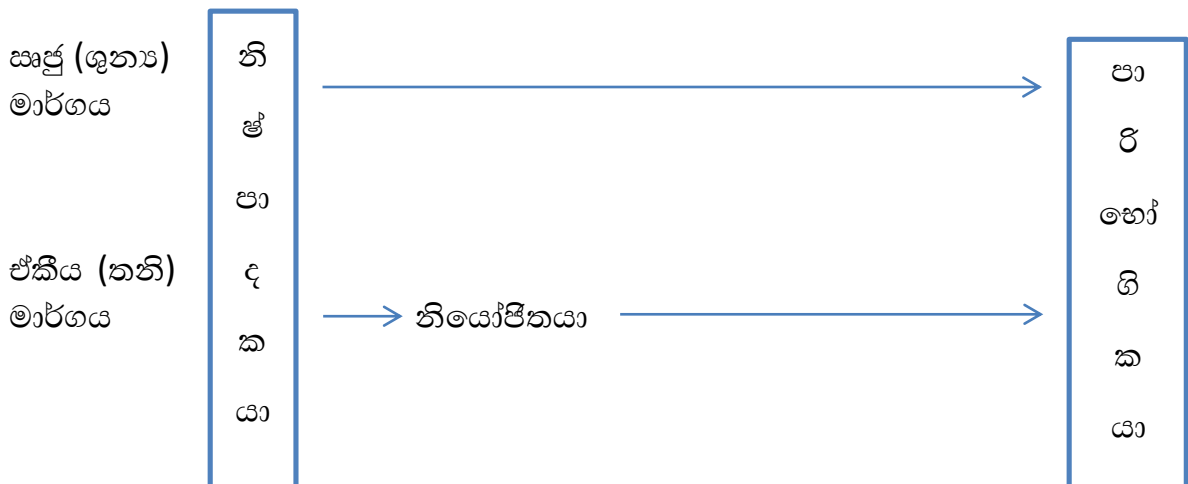 සෘජු (ශුන්‍ය)
මාර්ගය
ඒකීය (තනි)
මාර්ගය
නි
ෂ්
පා
ද
ක
යා
නියෝජිතයා
පා
රි
භෝ
ගි
ක
යා